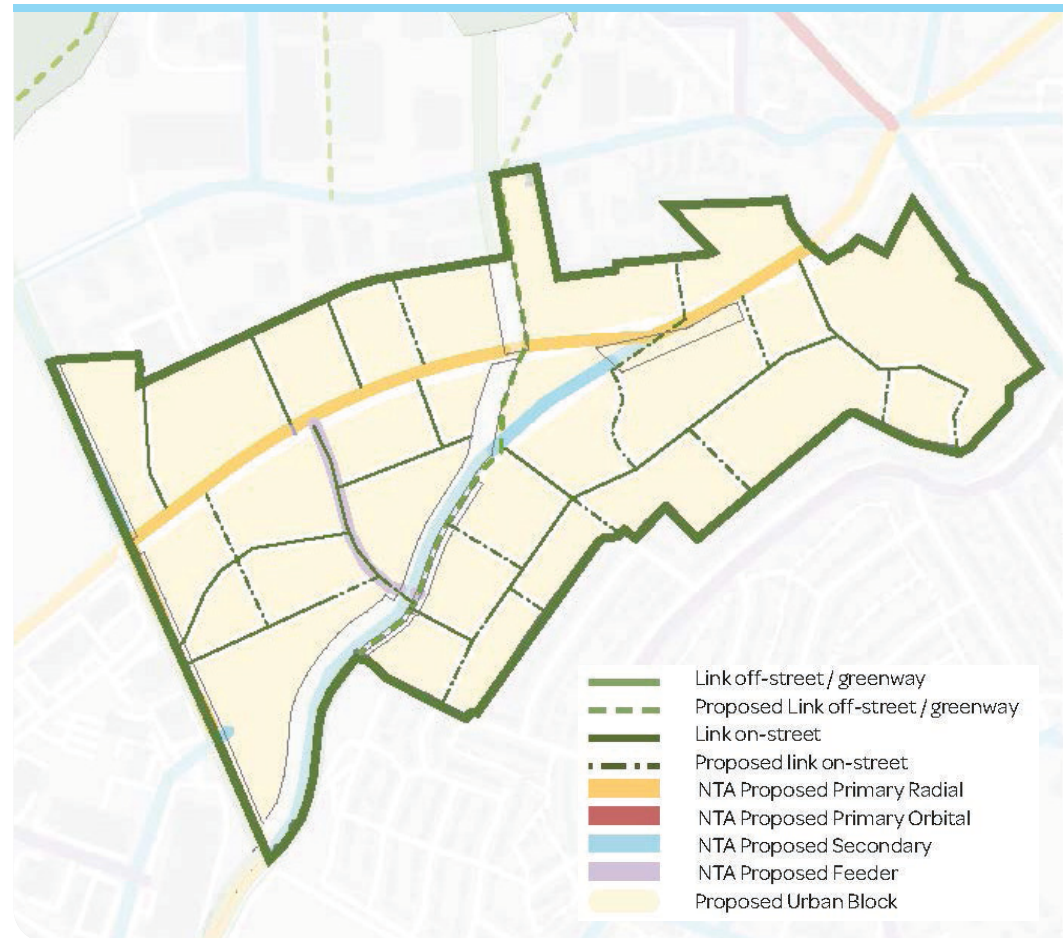 Link off-street / greenway
Proposed Link off-street / greenway
Link on-street
Proposed link on-street
NTA Proposed Primary Radial
NTA Proposed Primary Orbital
NTA Proposed Secondary
NTA Proposed Feeder
Proposed Urban Block